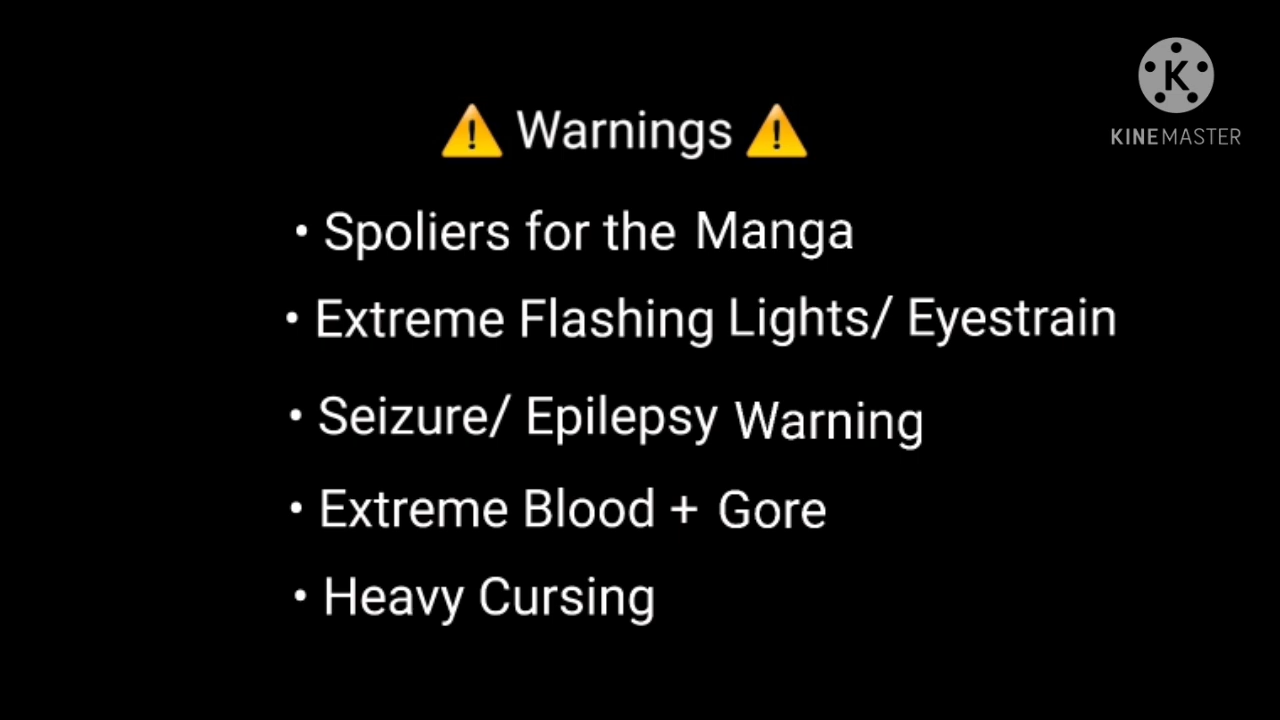 ⚠️ Warnings ⚠️
• Spoliers for the Manga
• Extreme Flashing Lights/ Eyestrain
• Seizure/ Epilepsy Warning
• Extreme Blood + Gore
• Heavy Cursing
K
KINEMASTER